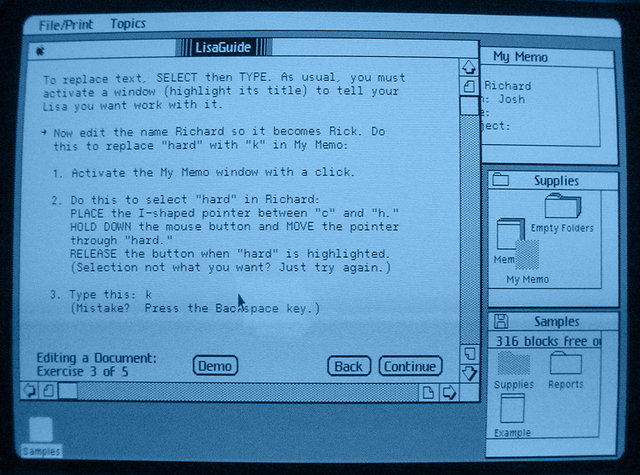 File/Print Topics
LisaGuide
To replace text, SELECT then TYPE. As usual, you must
activate a window (highlight its title) to tell your
Lisa you want work with it.
Now edit the name Richard so it becomes Rick. Do
this to replace "hard" with "k" in My Memo:
1. Activate the My Memo window with a click.
2. Do this to select "hard" in Richard:
PLACE the I-shaped pointer between "c" and "h."
HOLD DOWN the mouse button and MOVE the pointer
through "hard."
RELEASE the button when "hard" is highlighted.
(Selection not what you want? Just try again.)
3. Type this: k
(Mistake? Press the Backspace key.)
Editing a Document:
Exercise 3 of 5
Demo
Back
Continue
My Memo
Richard
: Josh
:
ject:
Supplies
Empty Folders
Mem
My Memo
Samples
316 blocks free o
Supplies
Reports
Example
Samples